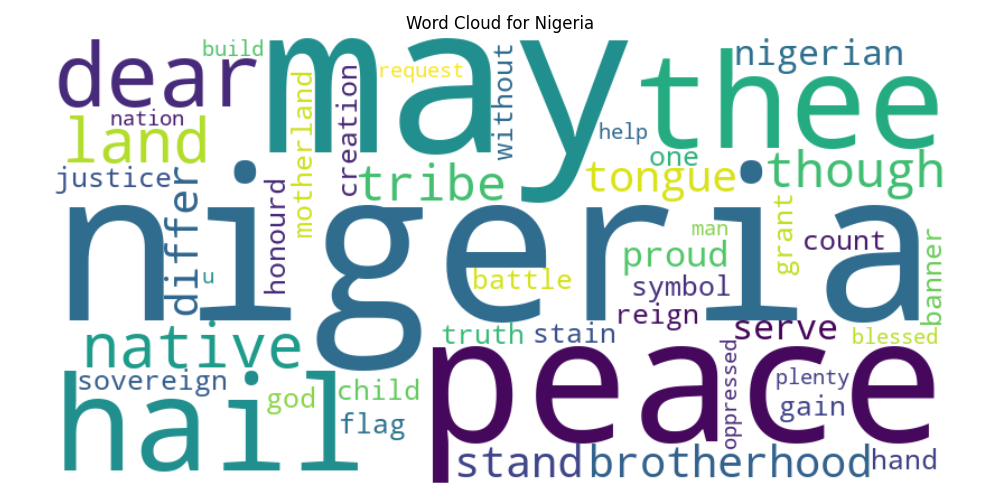 Word Cloud for Nigeria
build
may
request
without
nigerian
dear
motherland
creation
thee
nation
land
help
one
justice
tribe
tongue
though
differ
honourd
nigeria
u
man
grant
count
proud
banner
battle
symbol
reign
serve
truth
stain
blessed
native
peace
oppressed
sovereign
child
plenty
hail
god
flag
gain
stand
brotherhood
hand